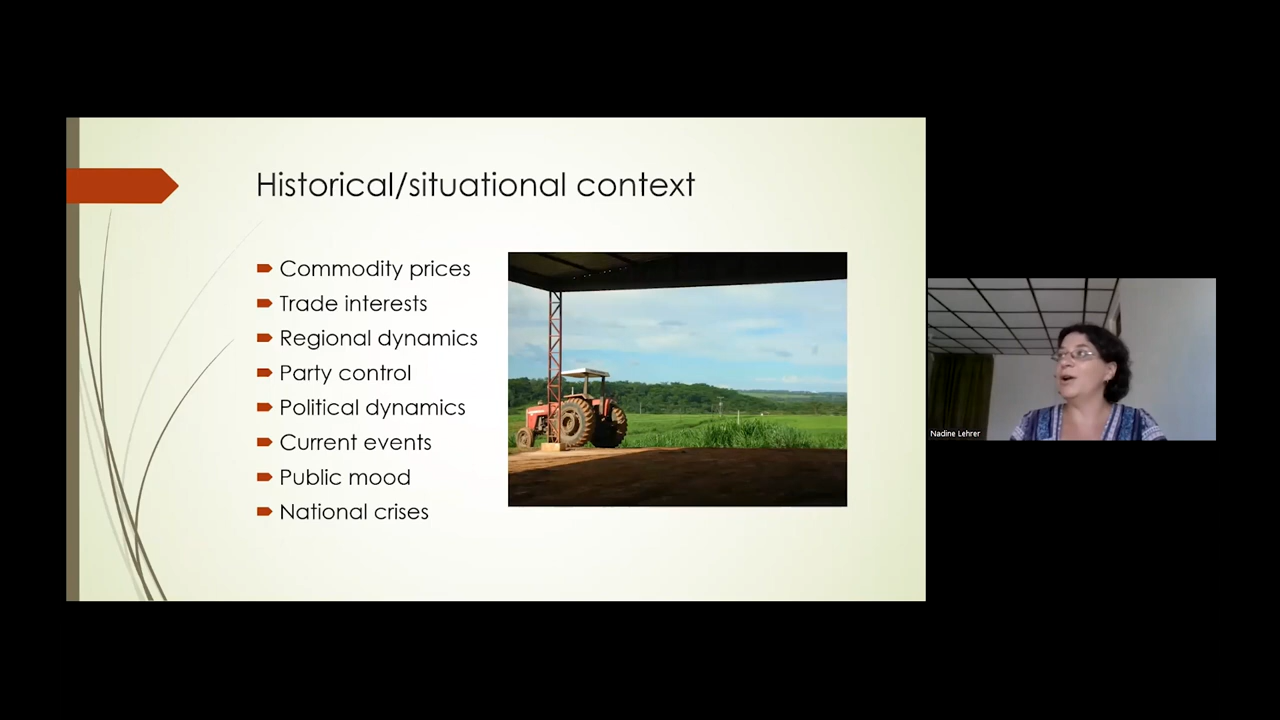 Historical/situational context
Commodity prices
Trade interests
Regional dynamics
Party control
Political dynamics
Current events
Public mood
National crises
Nadine Lehrer